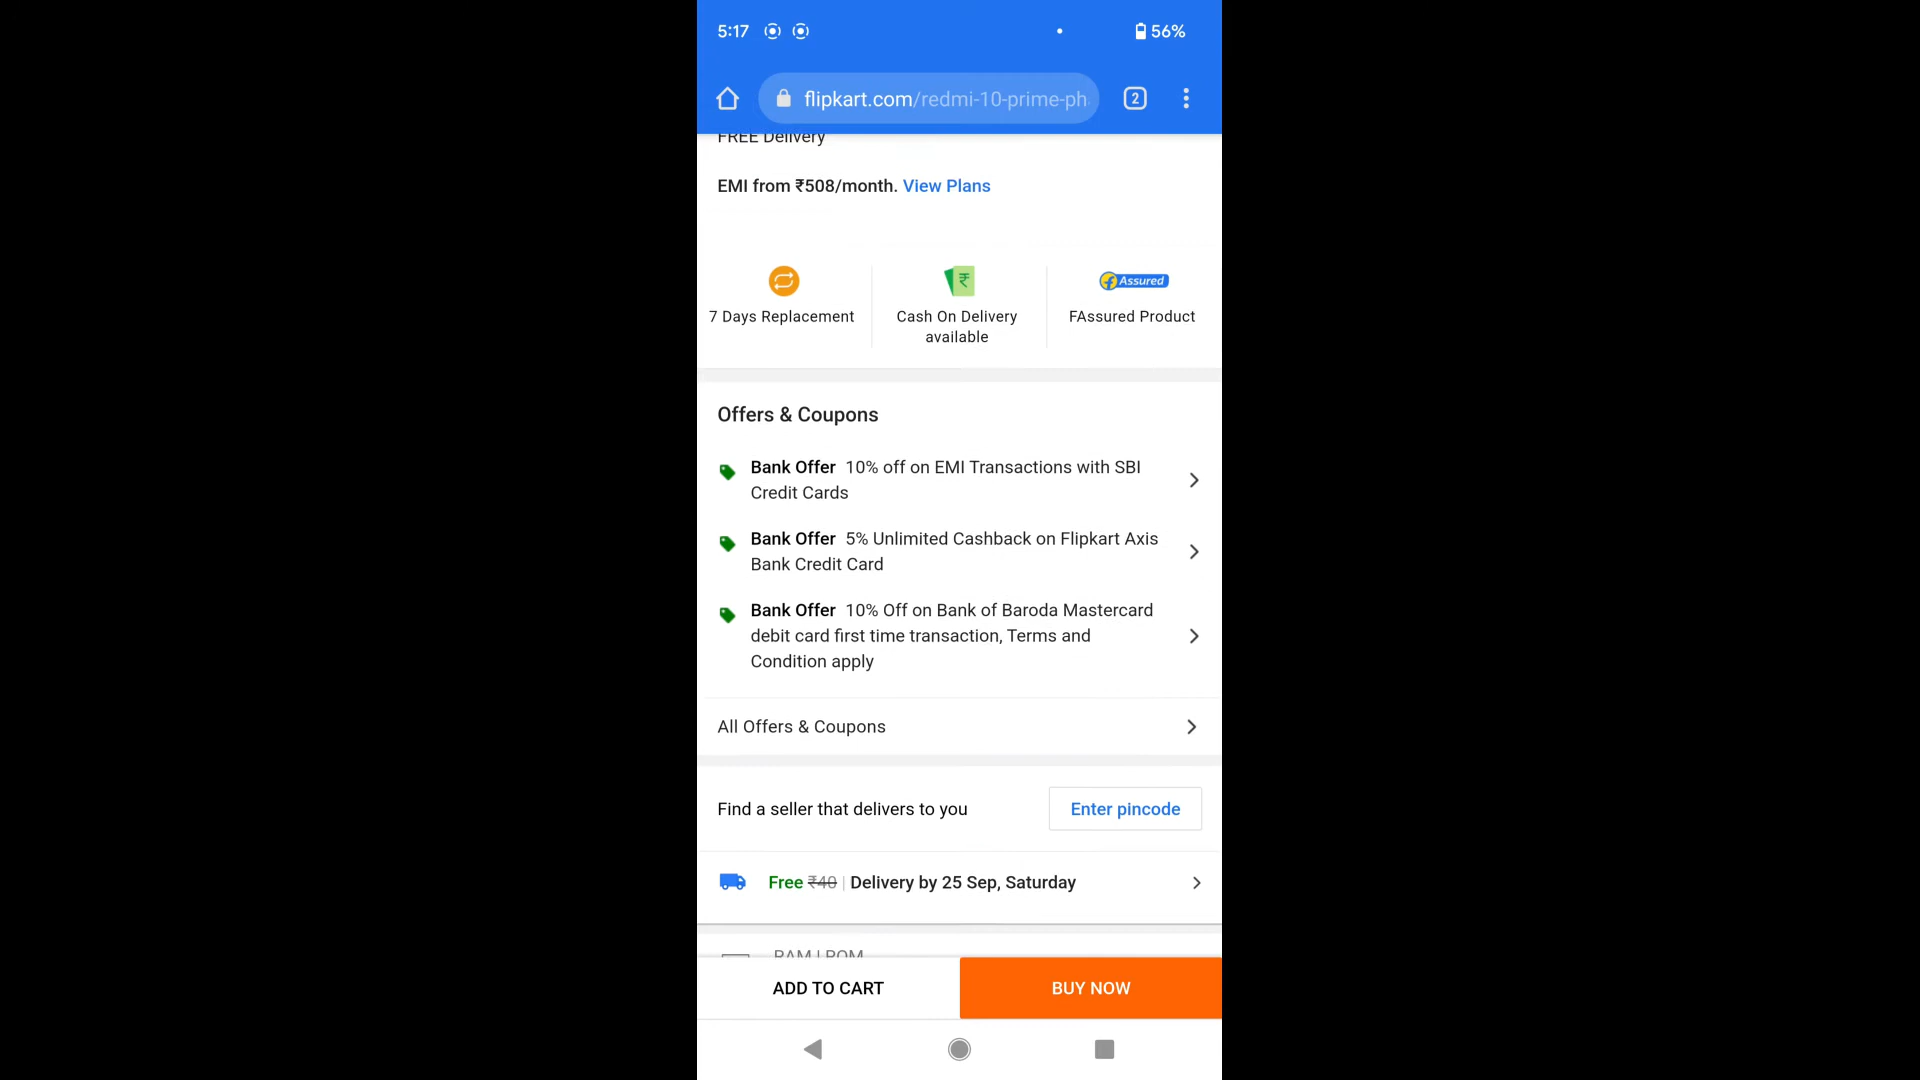 5:17
56%
flipkart.com/redmi-10-prime-ph
2
FREE Delivery
EMI from ₹508/month. View Plans
Assured
7 Days Replacement
Cash On Delivery
available
FAssured Product
Offers & Coupons
Bank Offer 10% off on EMI Transactions with SBI
Credit Cards
Bank Offer 5% Unlimited Cashback on Flipkart Axis
Bank Credit Card
Bank Offer 10% Off on Bank of Baroda Mastercard
debit card first time transaction, Terms and
Condition apply
All Offers & Coupons
Find a seller that delivers to you
Enter pincode
Free ₹40 | Delivery by 25 Sep, Saturday
RAM | ROM
ADD TO CART
BUY NOW